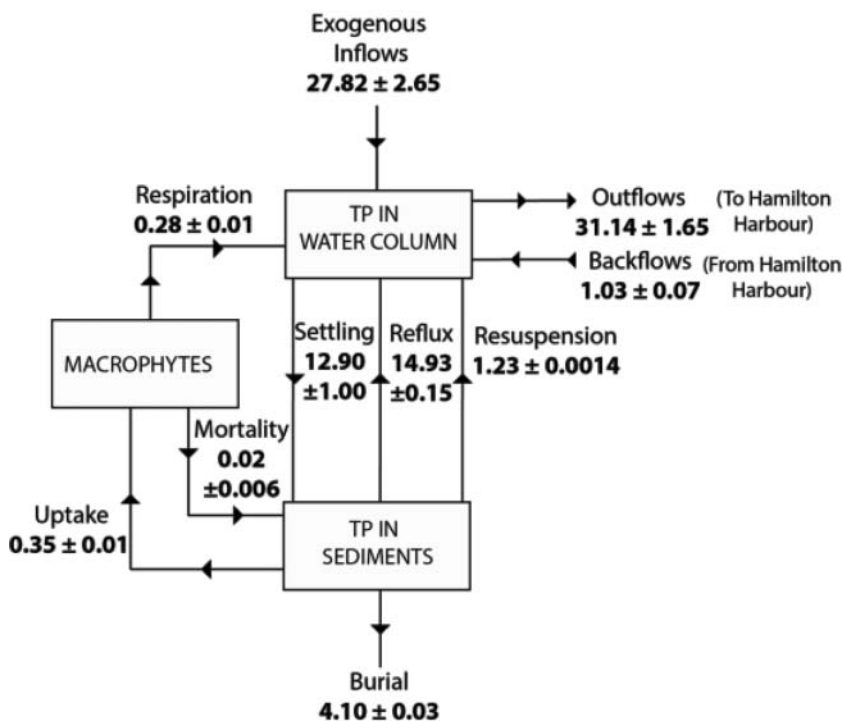 Exogenous
Inflows
27.82 ± 2.65
Respiration
0.28 ± 0.01
TP IN
WATER COLUMN
Outflows (To Hamilton
31.14 ± 1.65 Harbour)
Backflows (From Hamilton
1.03 ± 0.07 Harbour)
MACROPHYTES
Settling
12.90
±1.00
Reflux
14.93
±0.15
Resuspension
1.23 ± 0.0014
Mortality
0.02
±0.006
Uptake
0.35 ± 0.01
TP IN
SEDIMENTS
Burial
4.10 ± 0.03